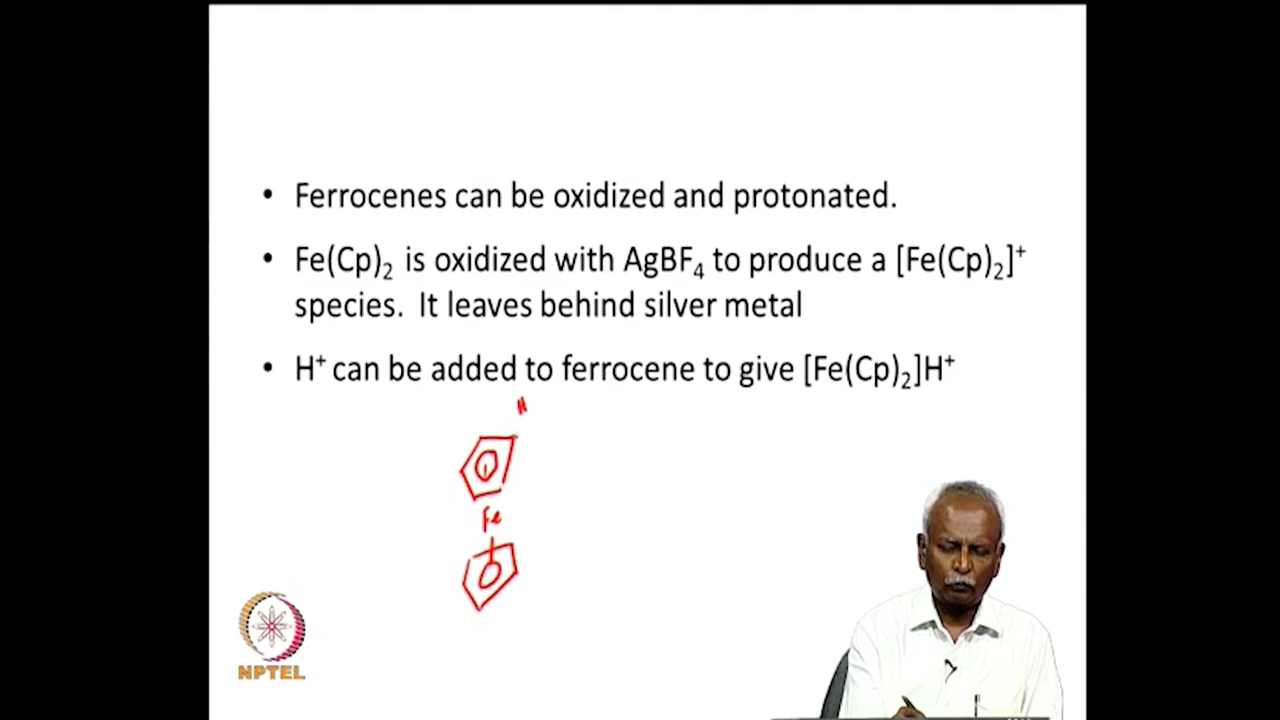 • Ferrocenes can be oxidized and protonated.
• Fe(Cp)₂ is oxidized with AgBF₄ to produce a [Fe(Cp)₂]⁺
species. It leaves behind silver metal
• H⁺ can be added to ferrocene to give [Fe(Cp)₂]H⁺
H
Fe
NPTEL